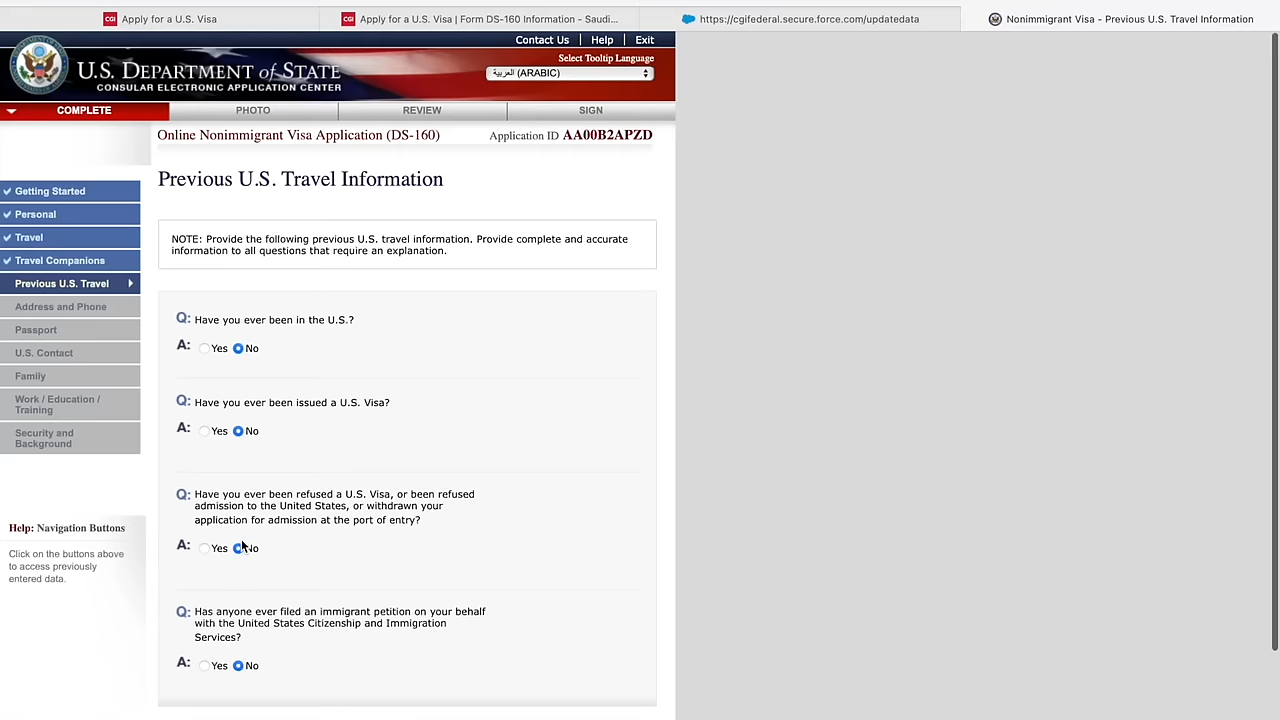 Apply for a U.S. Visa
Apply for a U.S. Visa | Form DS-160 Information - Saudi...
https://cgifederal.secure.force.com/updatedata
Nonimmigrant Visa - Previous U.S. Travel Information
Contact Us | Help | Exit
Select Tooltip Language
العربية (ARABIC)
U.S. DEPARTMENT of STATE
CONSULAR ELECTRONIC APPLICATION CENTER
COMPLETE
PHOTO
REVIEW
SIGN
Online Nonimmigrant Visa Application (DS-160)
Application ID AA00B2APZD
Previous U.S. Travel Information
NOTE: Provide the following previous U.S. travel information. Provide complete and accurate
information to all questions that require an explanation.
Getting Started
Personal
Travel
Travel Companions
Previous U.S. Travel
Address and Phone
Passport
U.S. Contact
Family
Work / Education /
Training
Security and
Background
Help: Navigation Buttons
Click on the buttons above
to access previously
entered data.
Q: Have you ever been in the U.S.?
A: Yes No
Q: Have you ever been issued a U.S. Visa?
A: Yes No
Q: Have you ever been refused a U.S. Visa, or been refused
admission to the United States, or withdrawn your
application for admission at the port of entry?
A: Yes No
Q: Has anyone ever filed an immigrant petition on your behalf
with the United States Citizenship and Immigration
Services?
A: Yes No